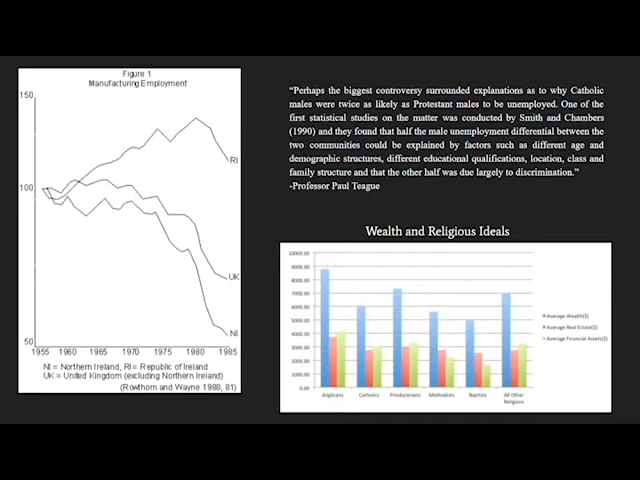 Figure 1
Manufacturing Employment
150
100
50
RI
UK
NI
1955 1960 1965 1970 1975 1980 1985
NI = Northern Ireland, RI= Republic of Ireland
UK = United Kingdom (excluding Northern Ireland)
(Rowthorn and Wayne 1988, 81)
“Perhaps the biggest controversy surrounded explanations as to why Catholic
males were twice as likely as Protestant males to be unemployed. One of the
first statistical studies on the matter was conducted by Smith and Chambers
(1990) and they found that half the male unemployment differential between the
two communities could be explained by factors such as different age and
demographic structures, different educational qualifications, location, class and
family structure and that the other half was due largely to discrimination.”
-Professor Paul Teague
Wealth and Religious Ideals
10000.00
9000.00
8000.00
7000.00
6000.00
5000.00
4000.00
3000.00
2000.00
1000.00
0.00
Anglicans Catholics Presbyterians Methodists Baptists All Other
Religions
Average Wealth($)
Average Real Estate($)
Average Financial Assets($)